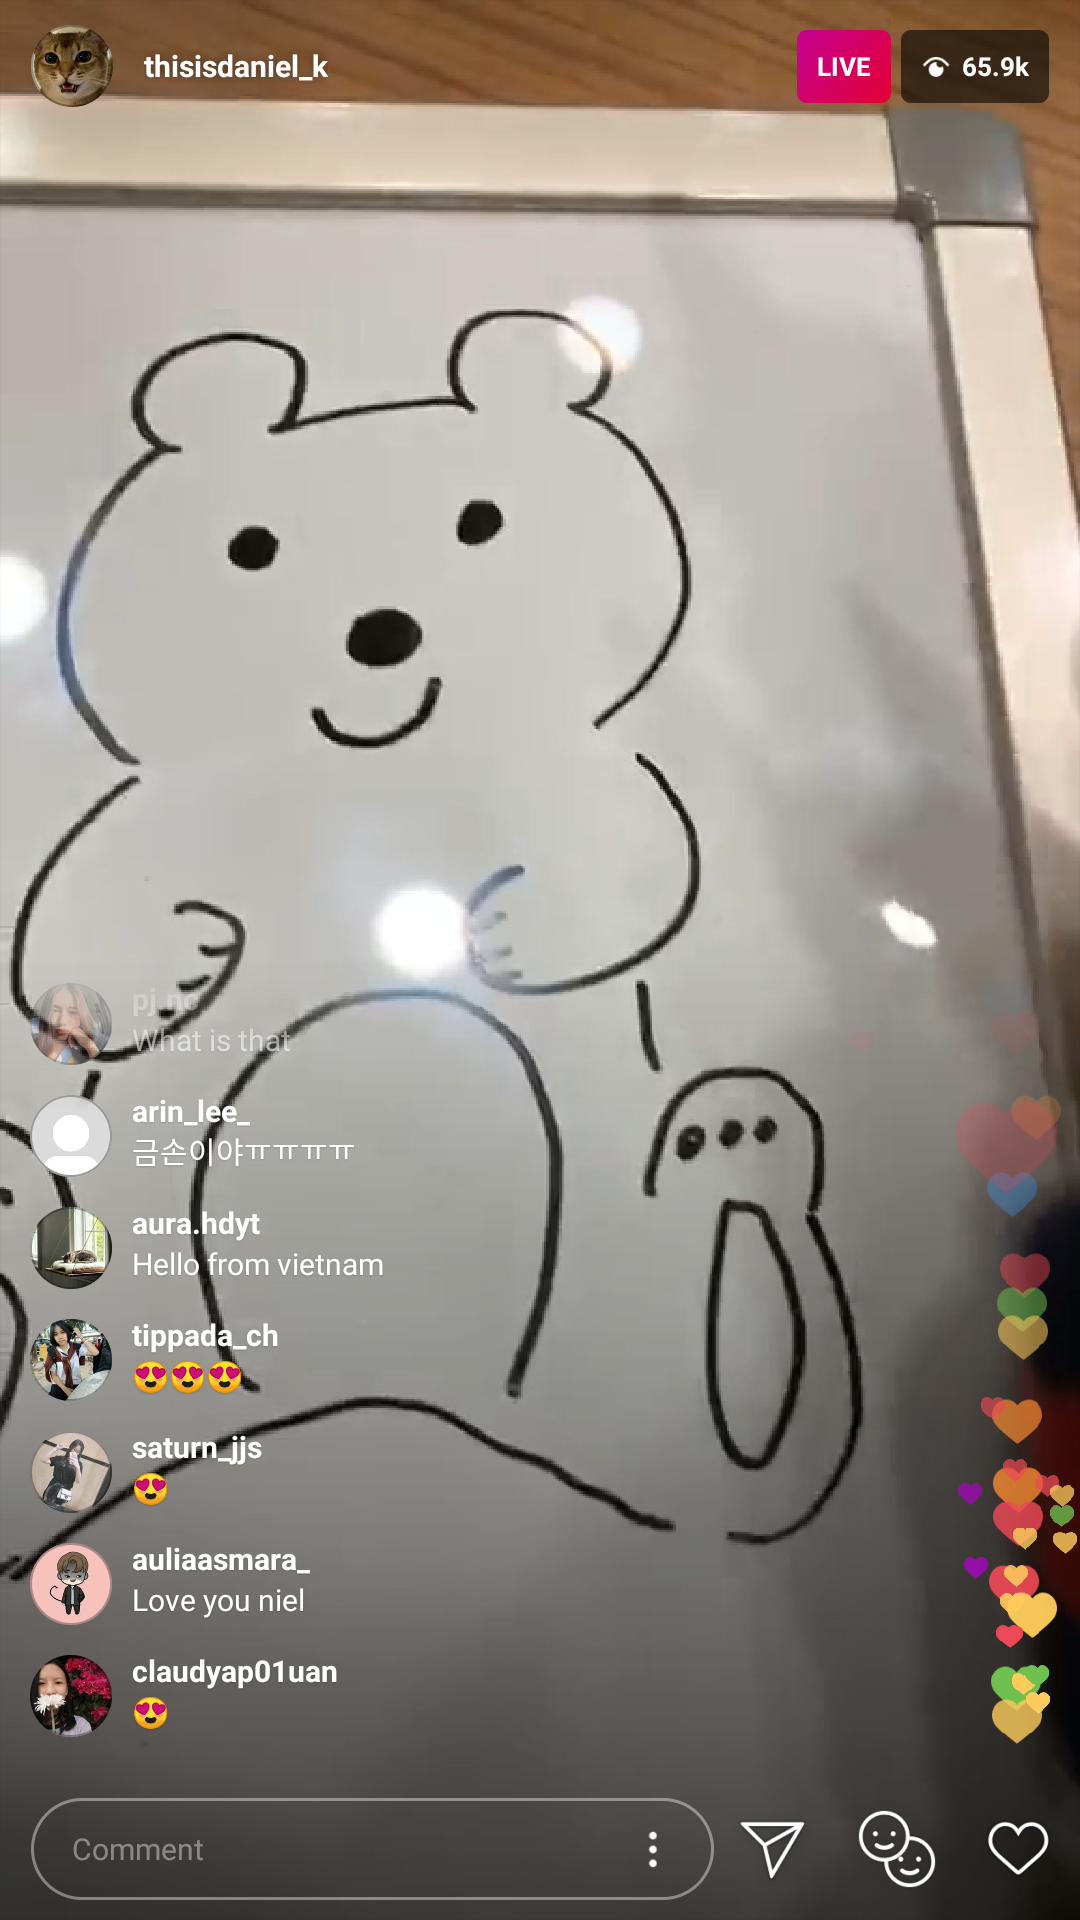 thisisdaniel_k
LIVE
65.9k
pj.nc
What is that
arin_lee_
금손이야ㅠㅠㅠㅠ
aura.hdyt
Hello from vietnam
tippada_ch
😍😍😍
saturn_jjs
😍
auliaasmara_
Love you niel
claudyap01uan
😍
Comment